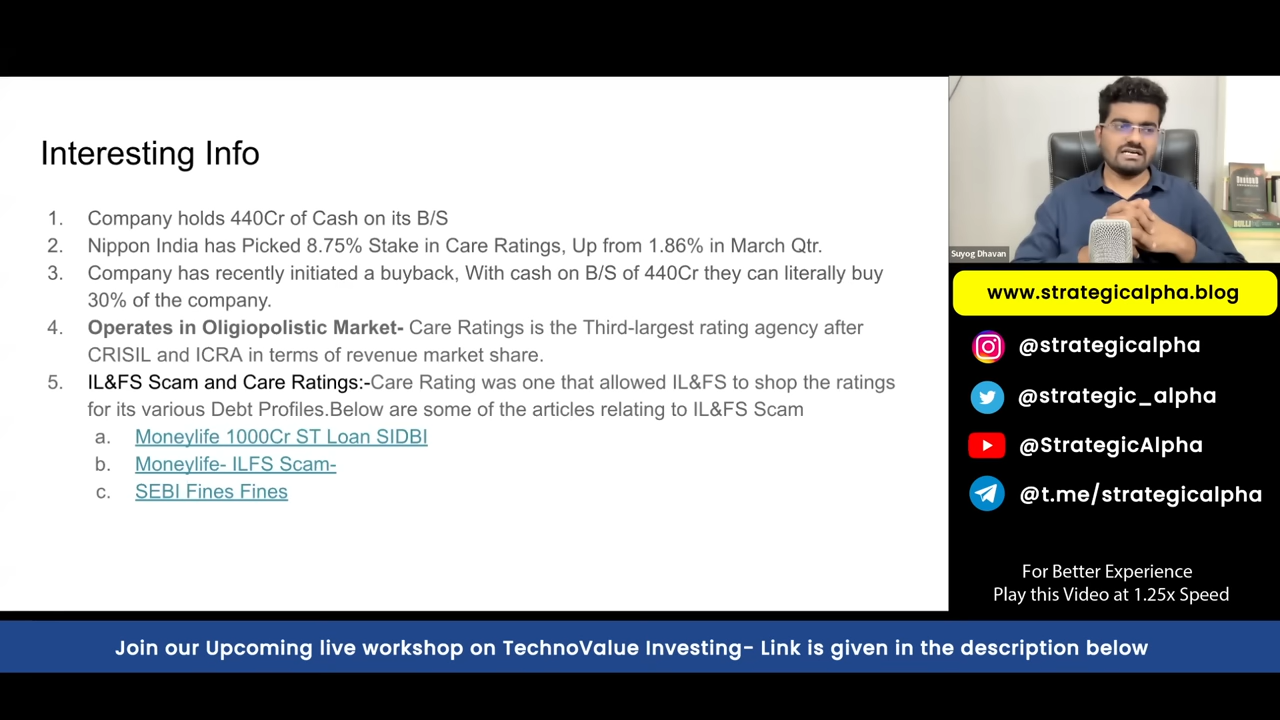 Interesting Info
1. Company holds 440Cr of Cash on its B/S
2. Nippon India has Picked 8.75% Stake in Care Ratings, Up from 1.86% in March Qtr.
3. Company has recently initiated a buyback, With cash on B/S of 440Cr they can literally buy
30% of the company.
4. Operates in Oligiopolistic Market- Care Ratings is the Third-largest rating agency after
CRISIL and ICRA in terms of revenue market share.
5. IL&FS Scam and Care Ratings:-Care Rating was one that allowed IL&FS to shop the ratings
for its various Debt Profiles.Below are some of the articles relating to IL&FS Scam
a. Moneylife 1000Cr ST Loan SIDBI
b. Moneylife- ILFS Scam-
c. SEBI Fines Fines
Suyog Dhavan
www.strategicalpha.blog
@strategicalpha
@strategic_alpha
@StrategicAlpha
@t.me/strategicalpha
For Better Experience
Play this Video at 1.25x Speed
Join our Upcoming live workshop on TechnoValue Investing- Link is given in the description below